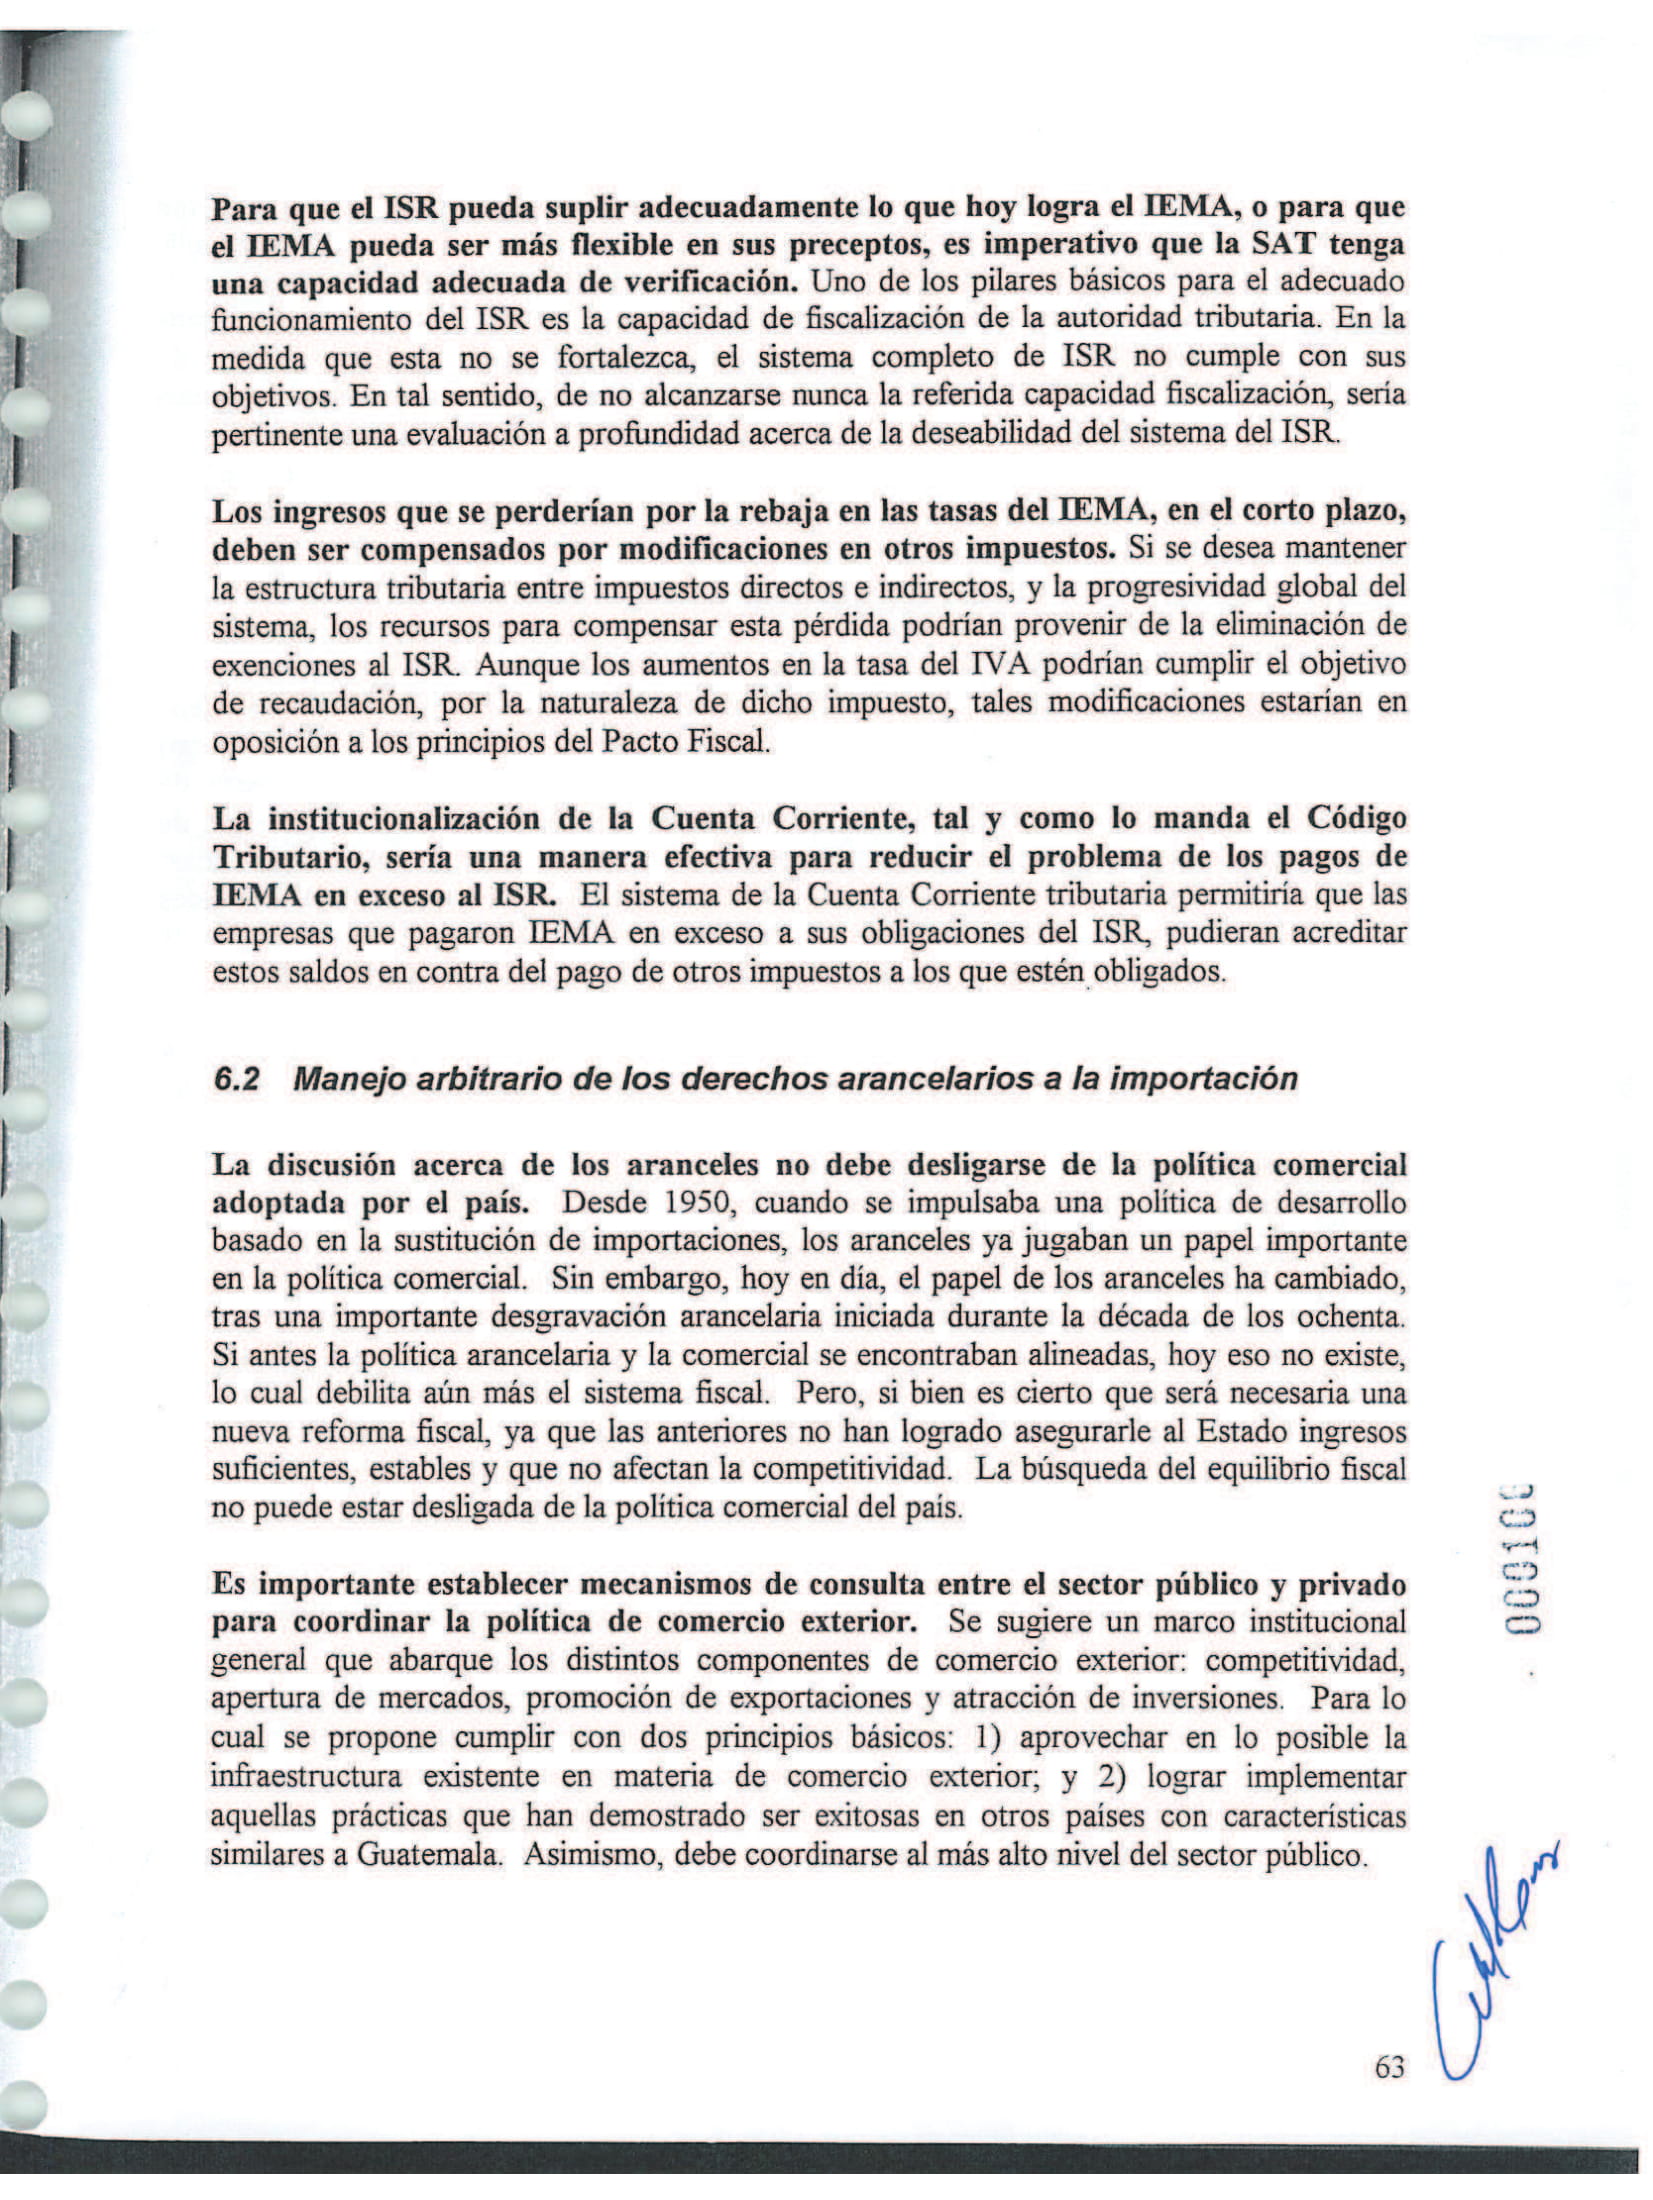 Para que el ISR pueda suplir adecuadamente lo que hoy logra el IEMA, o para que
el IEMA pueda ser más flexible en sus preceptos, es imperativo que la SAT tenga
una capacidad adecuada de verificación. Uno de los pilares básicos para el adecuado
funcionamiento del ISR es la capacidad de fiscalización de la autoridad tributaria. En la
medida que esta no se fortalezca, el sistema completo de ISR no cumple con sus
objetivos. En tal sentido, de no alcanzarse nunca la referida capacidad fiscalización, sería
pertinente una evaluación a profundidad acerca de la deseabilidad del sistema del ISR.
Los ingresos que se perderían por la rebaja en las tasas del IEMA, en el corto plazo,
deben ser compensados por modificaciones en otros impuestos. Si se desea mantener
la estructura tributaria entre impuestos directos e indirectos, y la progresividad global del
sistema, los recursos para compensar esta pérdida podrían provenir de la eliminación de
exenciones al ISR. Aunque los aumentos en la tasa del IVA podrían cumplir el objetivo
de recaudación, por la naturaleza de dicho impuesto, tales modificaciones estarían en
oposición a los principios del Pacto Fiscal.
La institucionalización de la Cuenta Corriente, tal y como lo manda el Código
Tributario, sería una manera efectiva para reducir el problema de los pagos de
IEMA en exceso al ISR. El sistema de la Cuenta Corriente tributaria permitiría que las
empresas que pagaron IEMA en exceso a sus obligaciones del ISR, pudieran acreditar
estos saldos en contra del pago de otros impuestos a los que estén obligados.
6.2 Manejo arbitrario de los derechos arancelarios a la importación
La discusión acerca de los aranceles no debe desligarse de la política comercial
adoptada por el país. Desde 1950, cuando se impulsaba una política de desarrollo
basado en la sustitución de importaciones, los aranceles ya jugaban un papel importante
en la política comercial. Sin embargo, hoy en día, el papel de los aranceles ha cambiado,
tras una importante desgravación arancelaria iniciada durante la década de los ochenta.
Si antes la política arancelaria y la comercial se encontraban alineadas, hoy eso no existe,
lo cual debilita aún más el sistema fiscal. Pero, si bien es cierto que será necesaria una
nueva reforma fiscal, ya que las anteriores no han logrado asegurarle al Estado ingresos
suficientes, estables y que no afectan la competitividad. La búsqueda del equilibrio fiscal
no puede estar desligada de la política comercial del país.
Es importante establecer mecanismos de consulta entre el sector público y privado
para coordinar la política de comercio exterior. Se sugiere un marco institucional
general que abarque los distintos componentes de comercio exterior: competitividad,
apertura de mercados, promoción de exportaciones y atracción de inversiones. Para lo
cual se propone cumplir con dos principios básicos: 1) aprovechar en lo posible la
infraestructura existente en materia de comercio exterior; y 2) lograr implementar
aquellas prácticas que han demostrado ser exitosas en otros países con características
similares a Guatemala. Asimismo, debe coordinarse al más alto nivel del sector público.
63